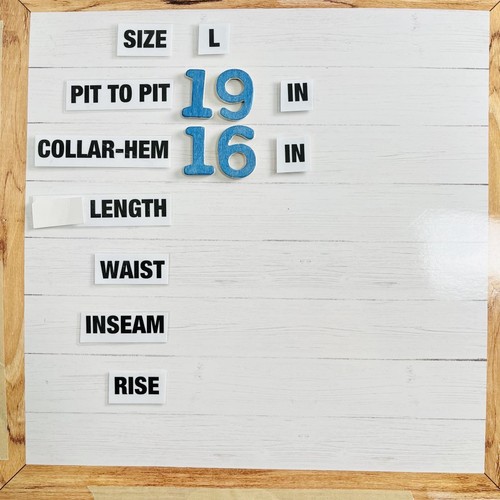 SIZE L
PIT TO PIT 19 IN
COLLAR-HEM 16 IN
LENGTH
WAIST
INSEAM
RISE